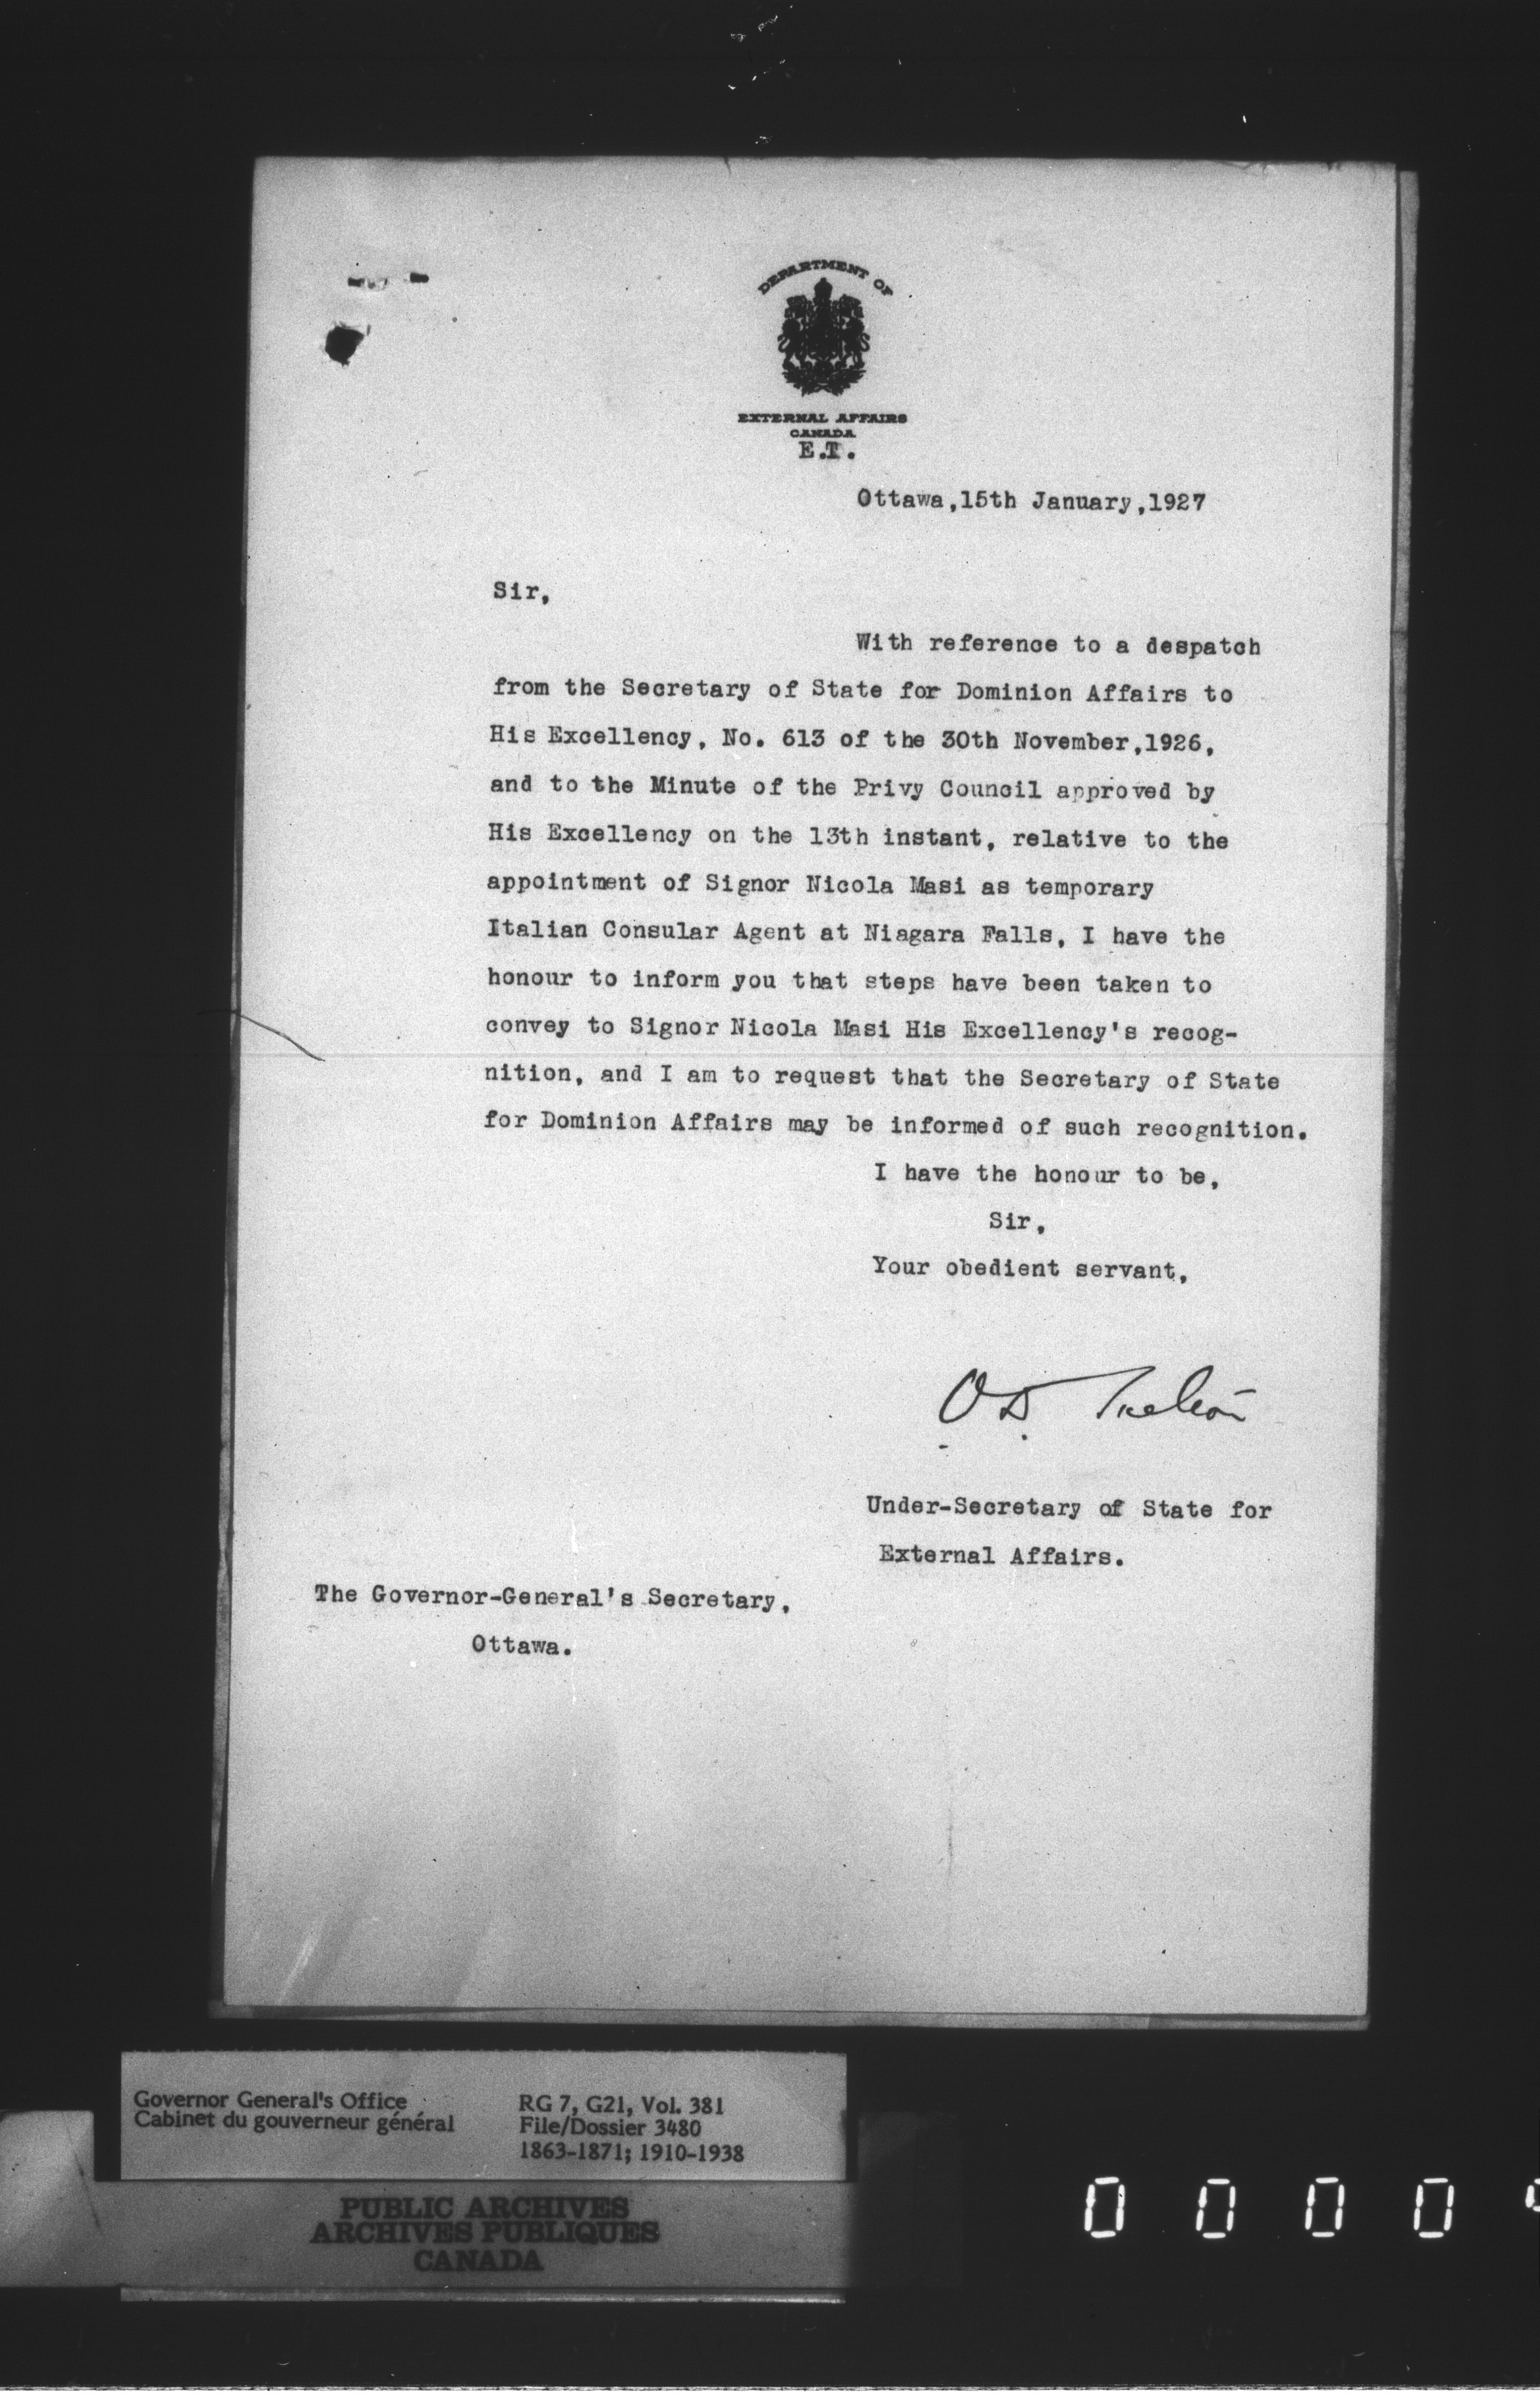 DEPARTMENT OF
EXTERNAL AFFAIRS
CANADA
E.T.
Ottawa,15th January,1927
Sir,
With reference to a despatch
from the Secretary of State for Dominion Affairs to
His Excellency, No. 613 of the 30th November,1926,
and to the Minute of the Privy Council approved by
His Excellency on the 13th instant, relative to the
appointment of Signor Nicola Masi as temporary
Italian Consular Agent at Niagara Falls, I have the
honour to inform you that steps have been taken to
convey to Signor Nicola Masi His Excellency's recog-
nition, and I am to request that the Secretary of State
for Dominion Affairs may be informed of such recognition.
I have the honour to be,
Sir,
Your obedient servant,
O D Skelton
Under-Secretary of State for
External Affairs.
The Governor-General's Secretary,
Ottawa.
Governor General's Office
Cabinet du gouverneur général
RG 7, G21, Vol. 381
File/Dossier 3480
1863-1871; 1910-1938
PUBLIC ARCHIVES
ARCHIVES PUBLIQUES
CANADA
0 0 0 0